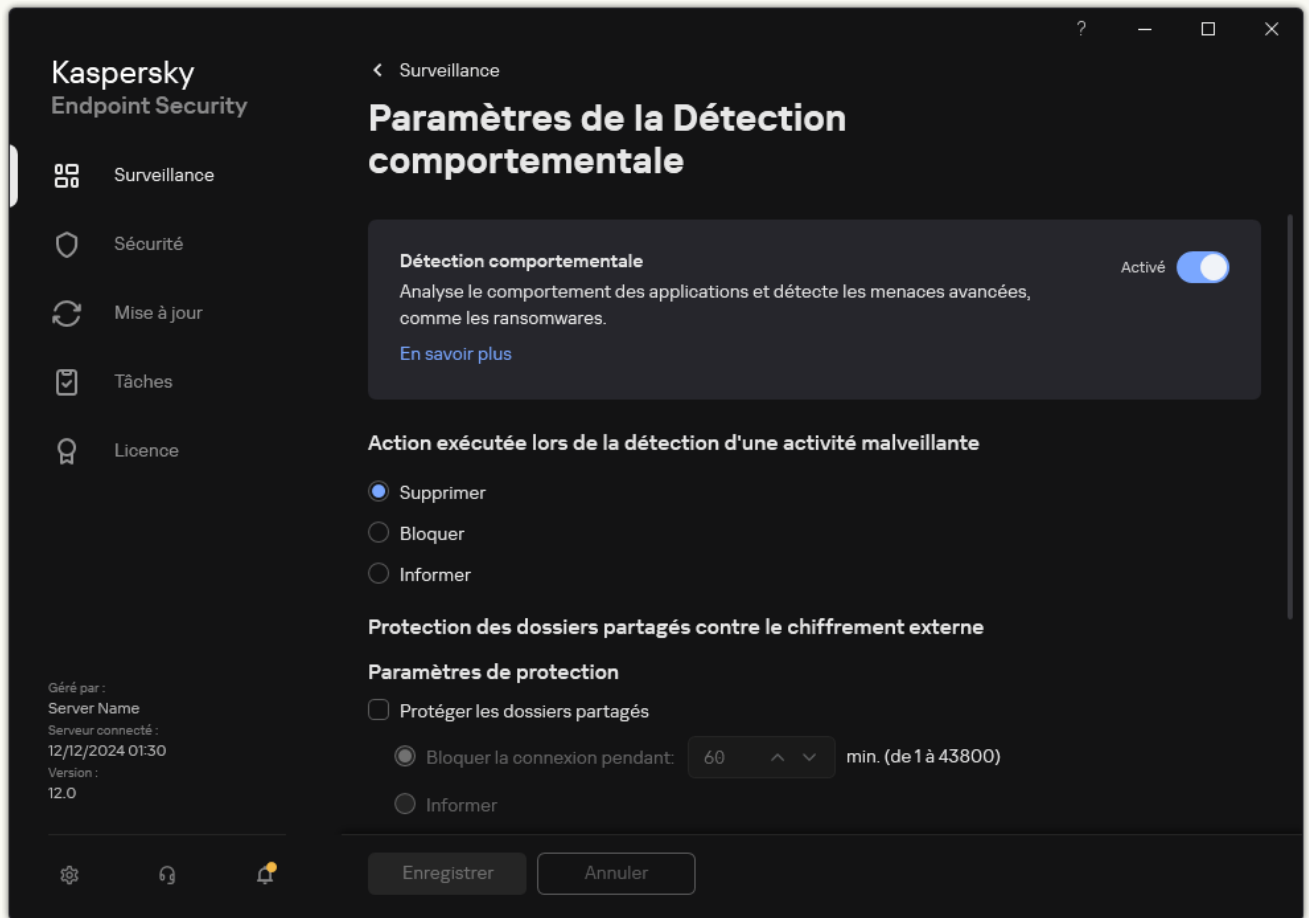 ?
Kaspersky
Endpoint Security
Surveillance
Sécurité
Mise à jour
Tâches
Licence
Géré par :
Server Name
Serveur connecté :
12/12/2024 01:30
Version :
12.0
Surveillance
Paramètres de la Détection
comportementale
Détection comportementale
Activé
Analyse le comportement des applications et détecte les menaces avancées,
comme les ransomwares.
En savoir plus
Action exécutée lors de la détection d'une activité malveillante
Supprimer
Bloquer
Informer
Protection des dossiers partagés contre le chiffrement externe
Paramètres de protection
Protéger les dossiers partagés
Bloquer la connexion pendant: 60 min. (de 1 à 43800)
Informer
Enregistrer Annuler